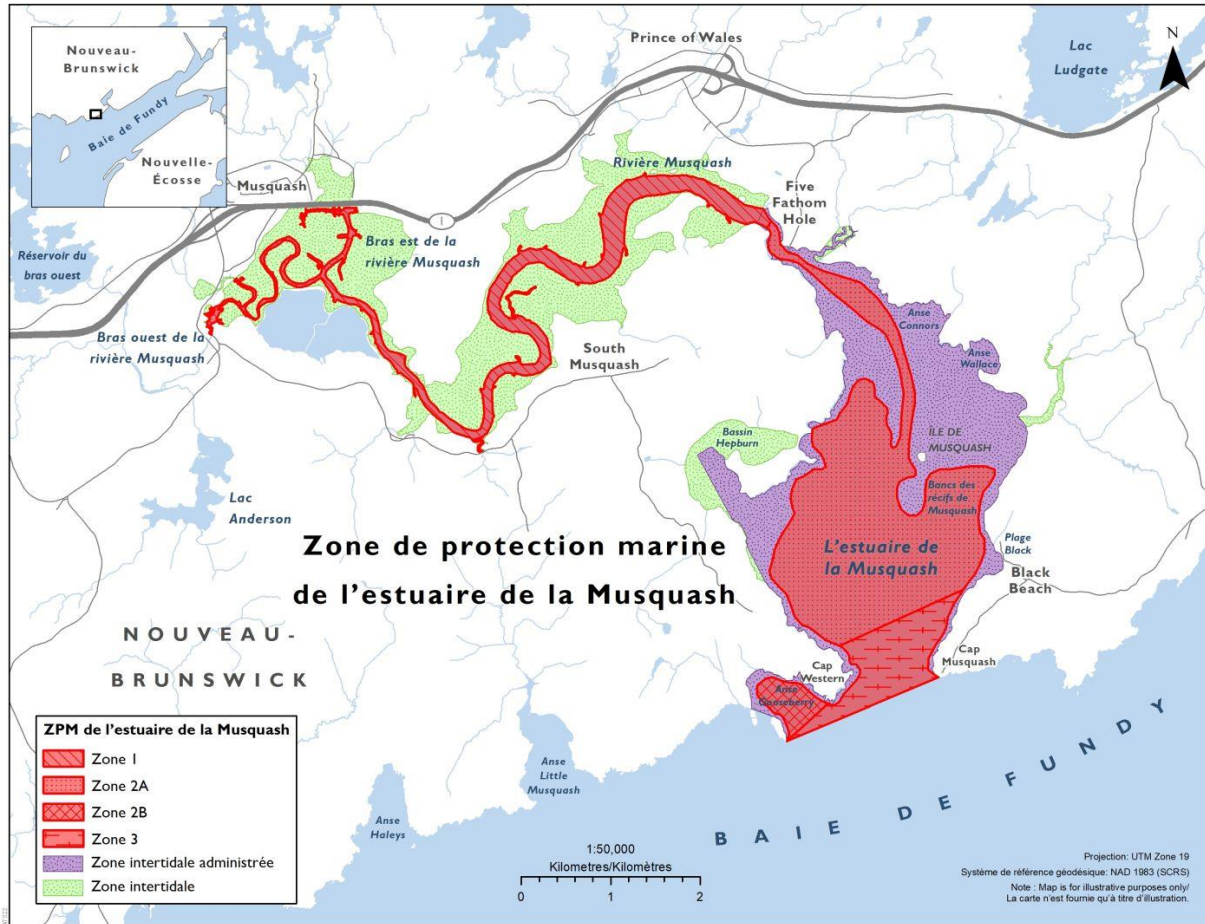 Nouveau-
Brunswick
Baie de Fundy
Nouvelle-
Écosse
Prince of Wales
Lac
Ludgate
N
Musquash
Rivière Musquash
Five
Fathom
Hole
1
Réservoir du
bras ouest
Bras est de la
rivière Musquash
Anse
Connors
Bras ouest de la
rivière Musquash
South
Musquash
Anse
Wallace
Bassin
Hepburn
ÎLE DE
MUSQUASH
Bancs des
récifs de
Musquash
Lac
Anderson
Zone de protection marine
de l'estuaire de la Musquash
L'estuaire de
la Musquash
Plage
Black
Black
Beach
NOUVEAU-
BRUNSWICK
Cap
Musquash
Cap
Western
Anse
Gooseberry
ZPM de l'estuaire de la Musquash
Zone 1
Zone 2A
Zone 2B
Zone 3
Zone intertidale administrée
Zone intertidale
Anse
Little
Musquash
Anse
Haleys
BAIE DE FUNDY
1:50,000
Kilometres/Kilomètres
0 1 2
Projection: UTM Zone 19
Système de référence géodésique: NAD 1983 (SCRS)
Note : Map is for illustrative purposes only/
La carte n'est fournie qu'à titre d'illustration.